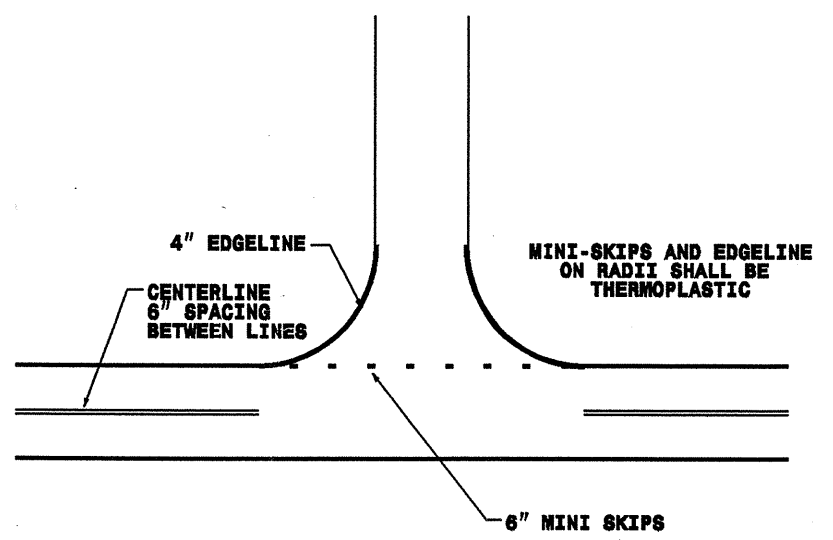 4" EDGELINE
MINI-SKIPS AND EDGELINE
ON RADII SHALL BE
THERMOPLASTIC
CENTERLINE
6" SPACING
BETWEEN LINES
6" MINI SKIPS